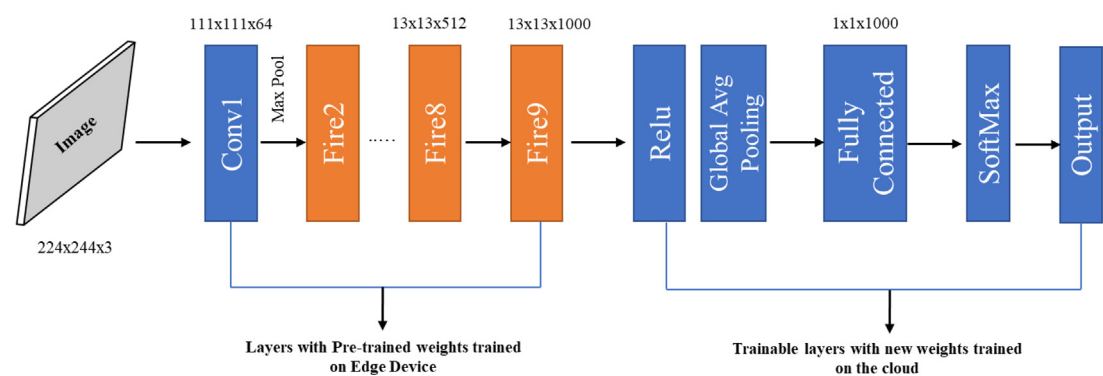 111x111x64
13x13x512
13x13x1000
1x1x1000
Image
224x244x3
Conv1
Max Pool
Fire2
.....
Fire8
Fire9
Relu
Global Avg
Pooling
Fully
Connected
SoftMax
Output
Layers with Pre-trained weights trained
on Edge Device
Trainable layers with new weights trained
on the cloud